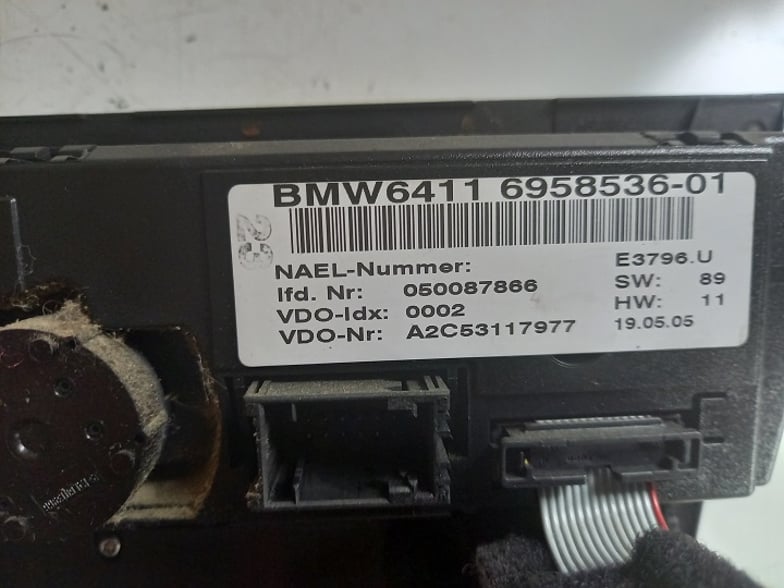 BMW6411 6958536-01
23
NAEL-Nummer: E3796.U
lfd. Nr: 050087866 SW: 89
VDO-Idx: 0002 HW: 11
VDO-Nr: A2C53117977 19.05.05